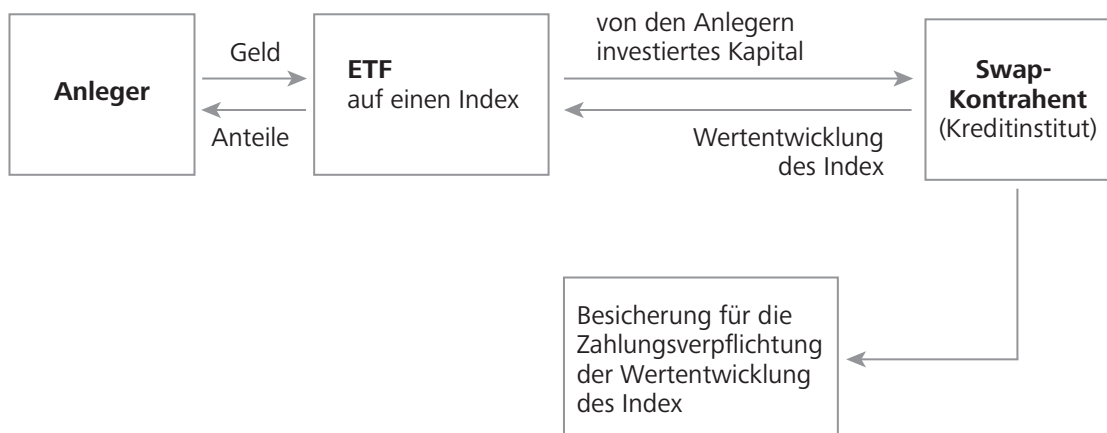 Anleger
Geld
Anteile
ETF
auf einen Index
von den Anlegern
investiertes Kapital
Wertentwicklung
des Index
Swap-
Kontrahent
(Kreditinstitut)
Besicherung für die
Zahlungsverpflichtung
der Wertentwicklung
des Index